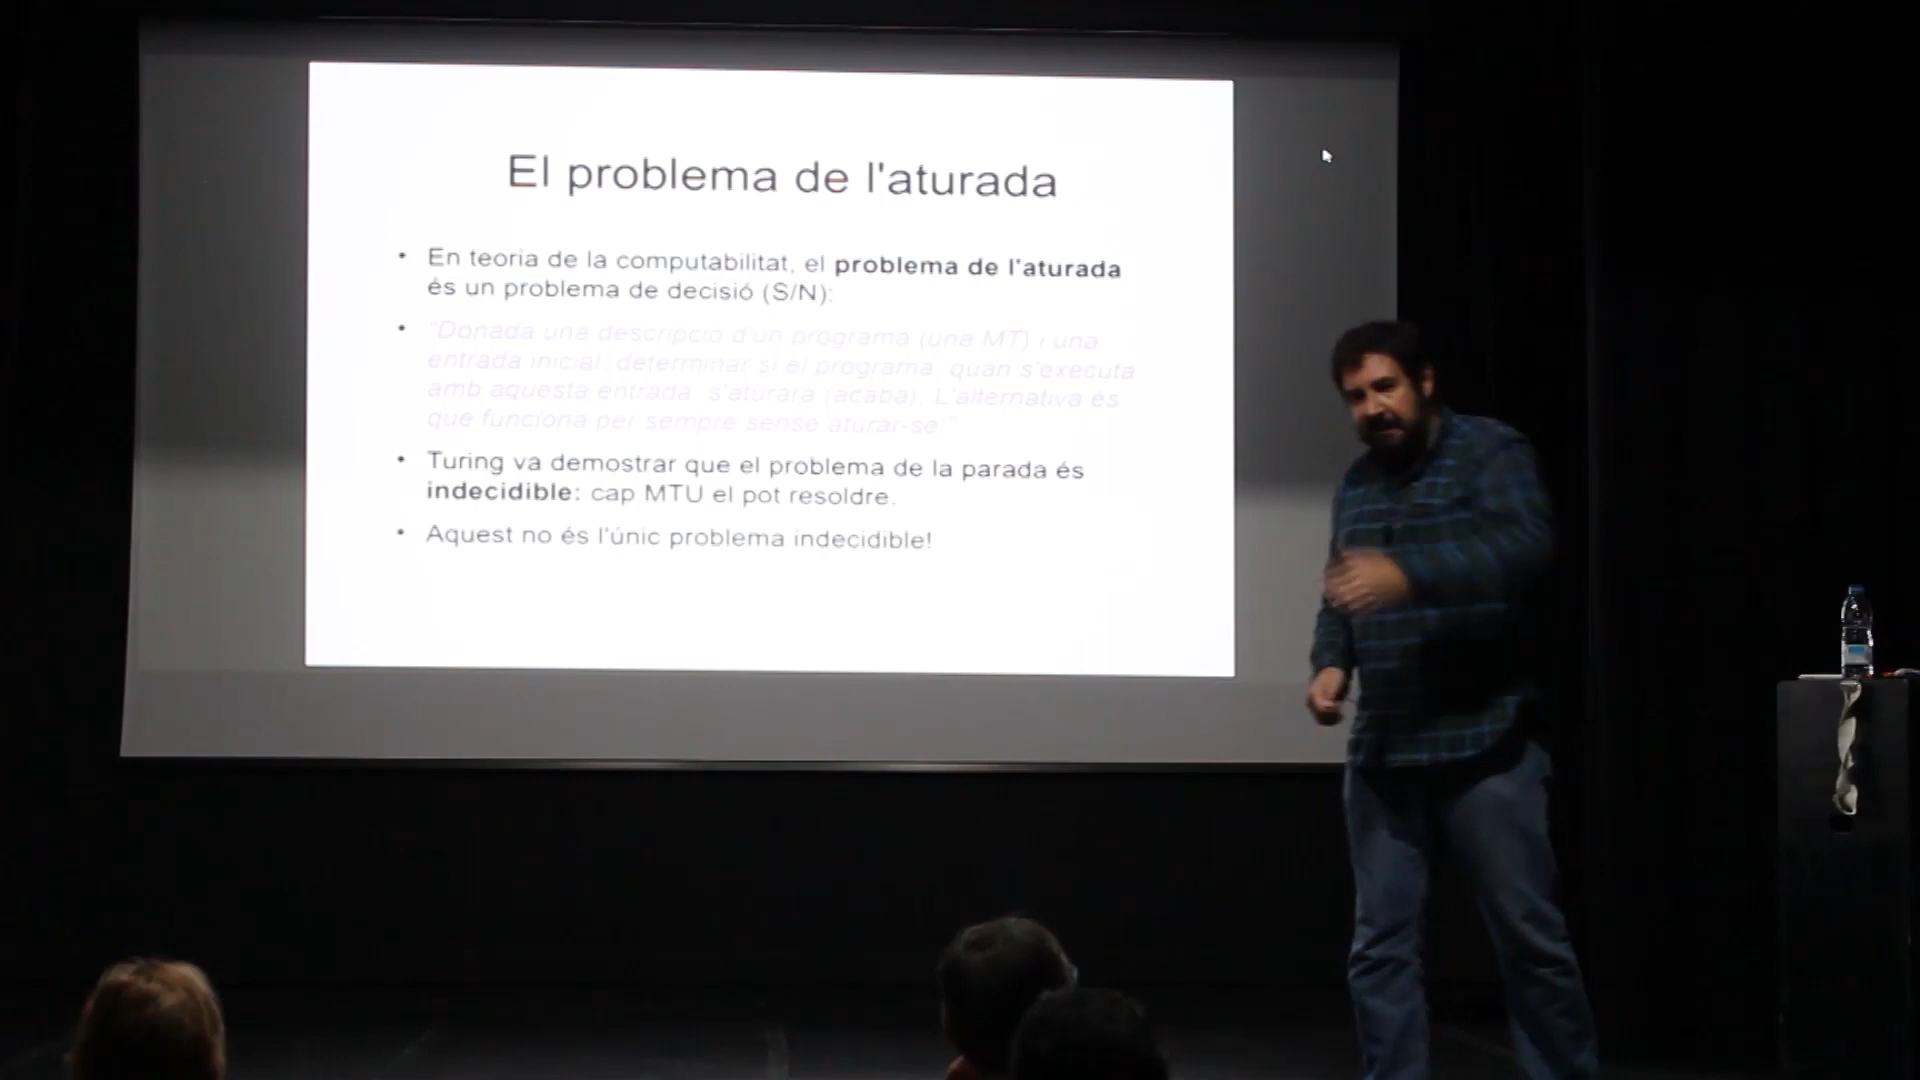 El problema de l'aturada
• En teoria de la computabilitat, el problema de l'aturada
és un problema de decisió (S/N):
• "Donada una descripció d'un programa (una MT) i una
entrada inicial, determinar si el programa, quan s'executa
amb aquesta entrada, s'aturarà (acaba). L'alternativa és
que funciona per sempre sense aturar-se."
• Turing va demostrar que el problema de la parada és
indecidible: cap MTU el pot resoldre.
• Aquest no és l'únic problema indecidible!